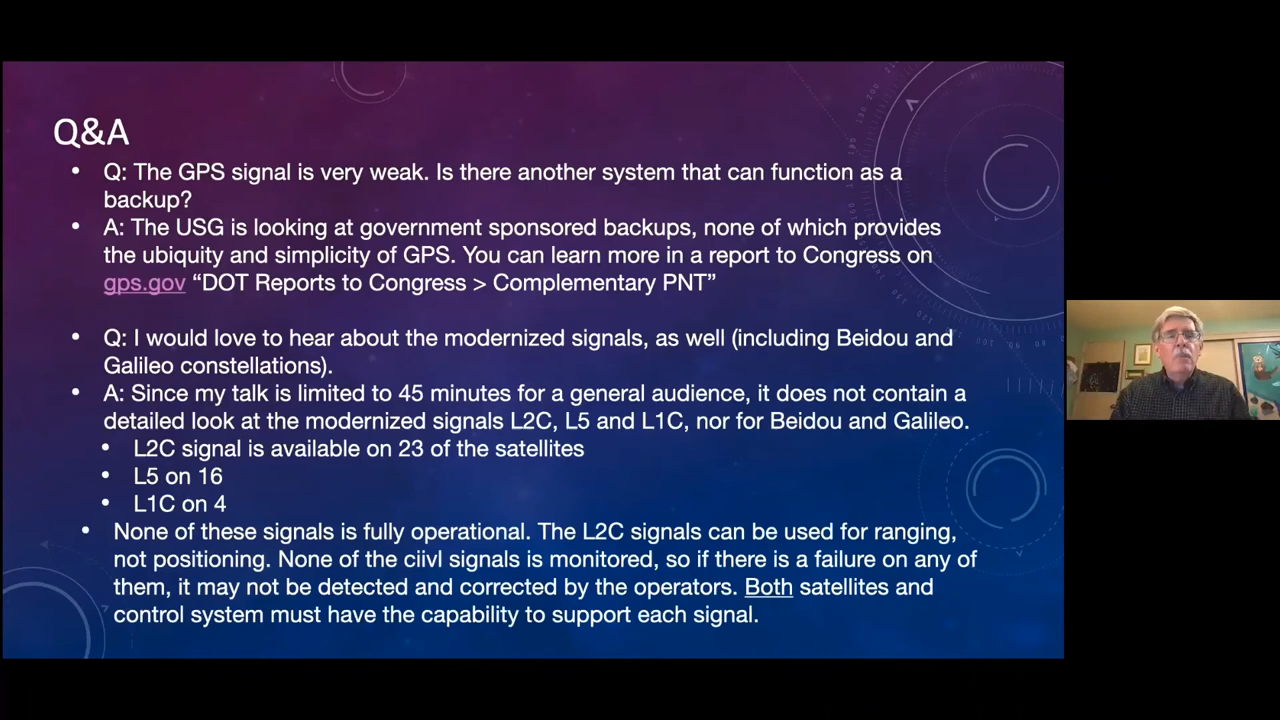 Q&A
• Q: The GPS signal is very weak. Is there another system that can function as a
backup?
• A: The USG is looking at government sponsored backups, none of which provides
the ubiquity and simplicity of GPS. You can learn more in a report to Congress on
gps.gov “DOT Reports to Congress > Complementary PNT”
• Q: I would love to hear about the modernized signals, as well (including Beidou and
Galileo constellations).
• A: Since my talk is limited to 45 minutes for a general audience, it does not contain a
detailed look at the modernized signals L2C, L5 and L1C, nor for Beidou and Galileo.
• L2C signal is available on 23 of the satellites
• L5 on 16
• L1C on 4
• None of these signals is fully operational. The L2C signals can be used for ranging,
not positioning. None of the ciivl signals is monitored, so if there is a failure on any of
them, it may not be detected and corrected by the operators. Both satellites and
control system must have the capability to support each signal.